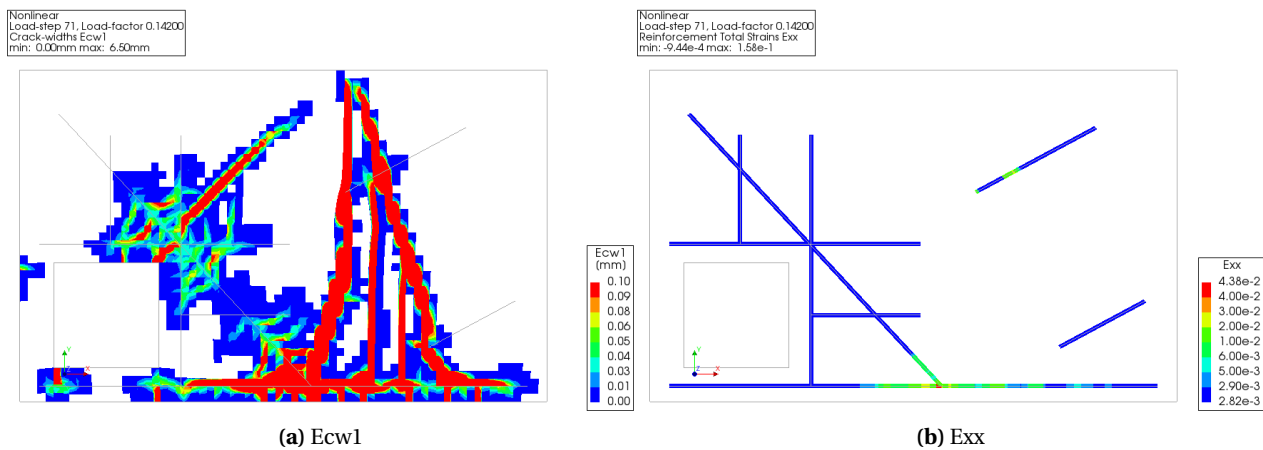 Nonlinear
Load-step 71, Load-factor 0.14200
Crack-widths Ecw1
min: 0.00mm max: 6.50mm
Nonlinear
Load-step 71, Load-factor 0.14200
Reinforcement Total Strains Exx
min: -9.44e-4 max: 1.58e-1
Ecw1
(mm)
0.10
0.09
0.08
0.06
0.05
0.04
0.03
0.01
0.00
Exx
4.38e-2
4.00e-2
3.00e-2
2.00e-2
1.00e-2
6.00e-3
5.00e-3
2.90e-3
2.82e-3
Y
Z
X
Y
Z
X
(a) Ecw1
(b) Exx